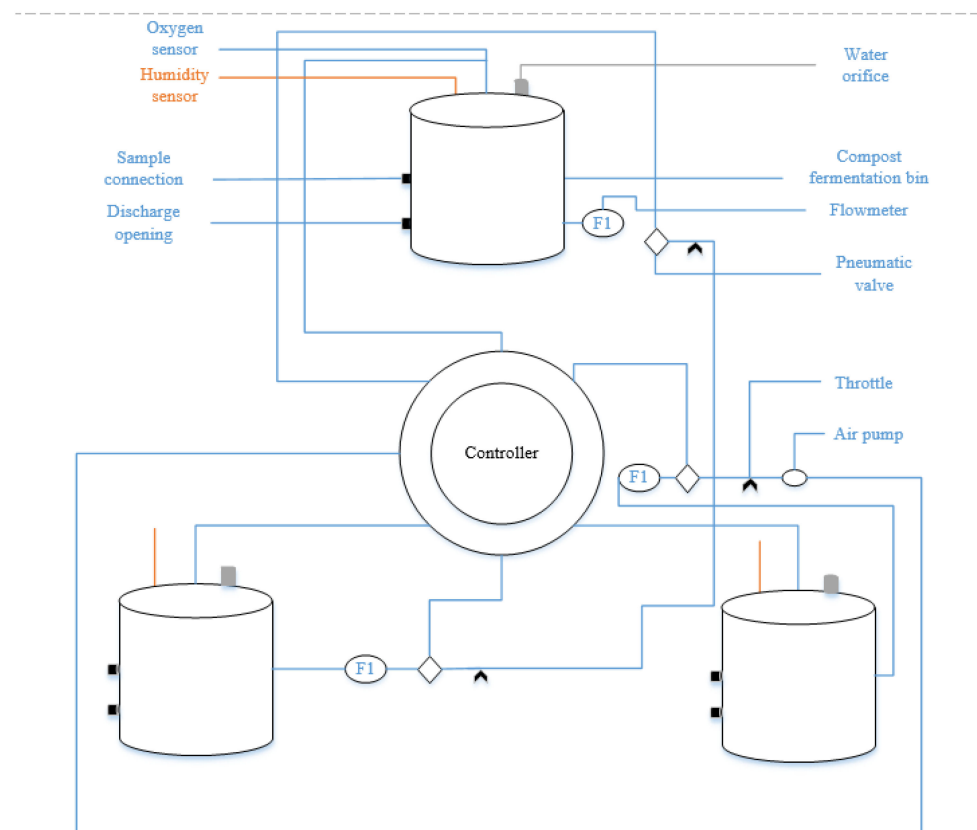 Oxygen
sensor
Humidity
sensor
Water
orifice
Sample
connection
Compost
fermentation bin
Discharge
opening
Flowmeter
F1
Pneumatic
valve
Throttle
Air pump
Controller
F1
F1